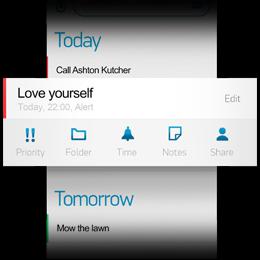 Today
Call Ashton Kutcher
Love yourself
Edit
Today, 22:00, Alert
!!
Priority Folder Time Notes Share
Tomorrow
Mow the lawn